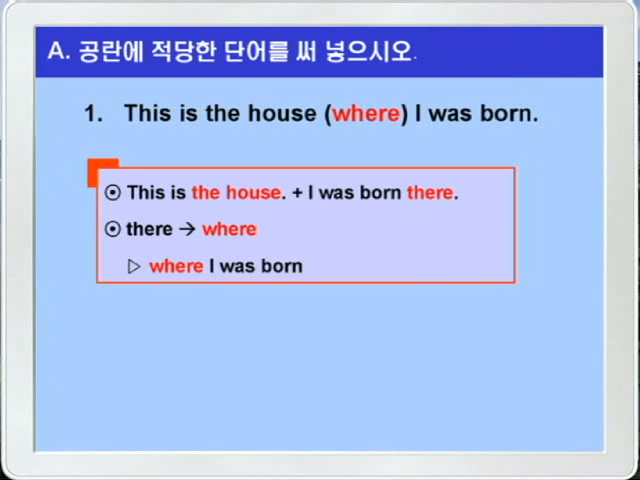 A. 공란에 적당한 단어를 써 넣으시오.
1. This is the house (where) I was born.
⊙ This is the house. + I was born there.
⊙ there → where
▷ where I was born